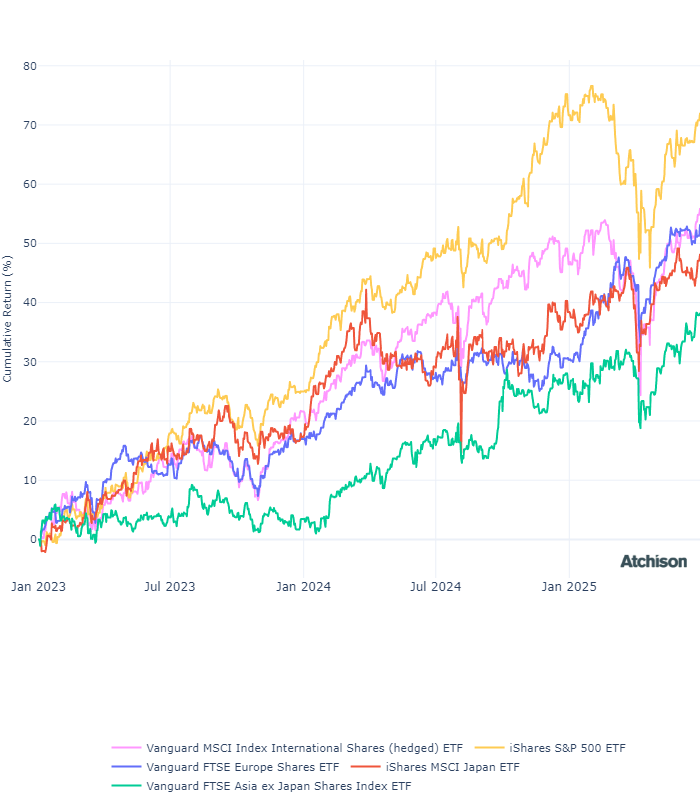 80
70
60
50
40
30
20
10
0
Cumulative Return (%)
Jan 2023 Jul 2023 Jan 2024 Jul 2024 Jan 2025
Atchison
Vanguard MSCI Index International Shares (hedged) ETF iShares S&P 500 ETF
Vanguard FTSE Europe Shares ETF iShares MSCI Japan ETF
Vanguard FTSE Asia ex Japan Shares Index ETF